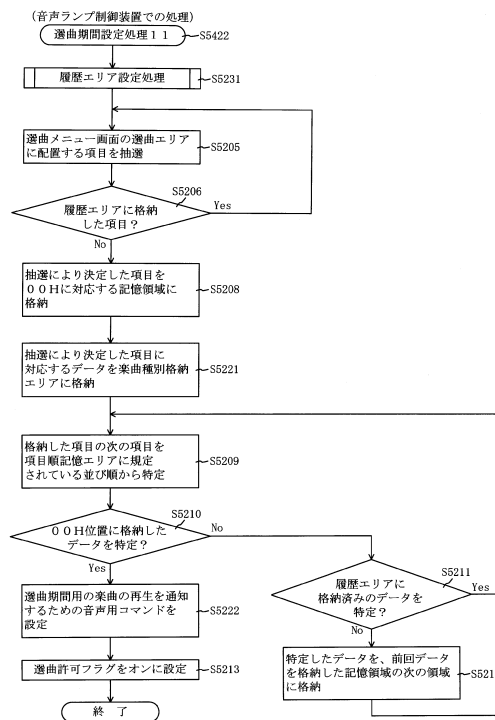 (音声ランプ制御装置での処理)
選曲期間設定処理11
S5422
履歴エリア設定処理
S5231
選曲メニュー画面の選曲エリア
に配置する項目を抽選
S5205
S5206
履歴エリアに格納
した項目?
Yes
No
抽選により決定した項目を
00Hに対応する記憶領域に
格納
S5208
抽選により決定した項目に
対応するデータを楽曲種別格納
エリアに格納
S5221
格納した項目の次の項目を
項目順記憶エリアに規定
されている並び順から特定
S5209
S5210
00H位置に格納した
データを特定?
No
Yes
S5211
履歴エリアに
格納済みのデータを
特定?
Yes
No
選曲期間用の楽曲の再生を通知
するための音声用コマンドを
設定
S5222
特定したデータを、前回データ
を格納した記憶領域の次の領域
に格納
S521
選曲許可フラグをオンに設定
S5213
終了